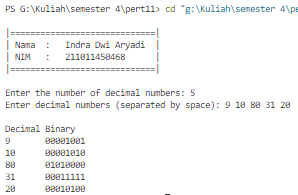 PS G:\Kuliah\semester 4\pert11> cd "g:\Kuliah\semester 4\pe
|=============================|
| Nama  :   Indra Dwi Aryadi  |
| NIM   :   211011450468      |
|=============================|
Enter the number of decimal numbers: 5
Enter decimal numbers (separated by space): 9 10 80 31 20
Decimal Binary
9       00001001
10      00001010
80      01010000
31      00011111
20      00010100